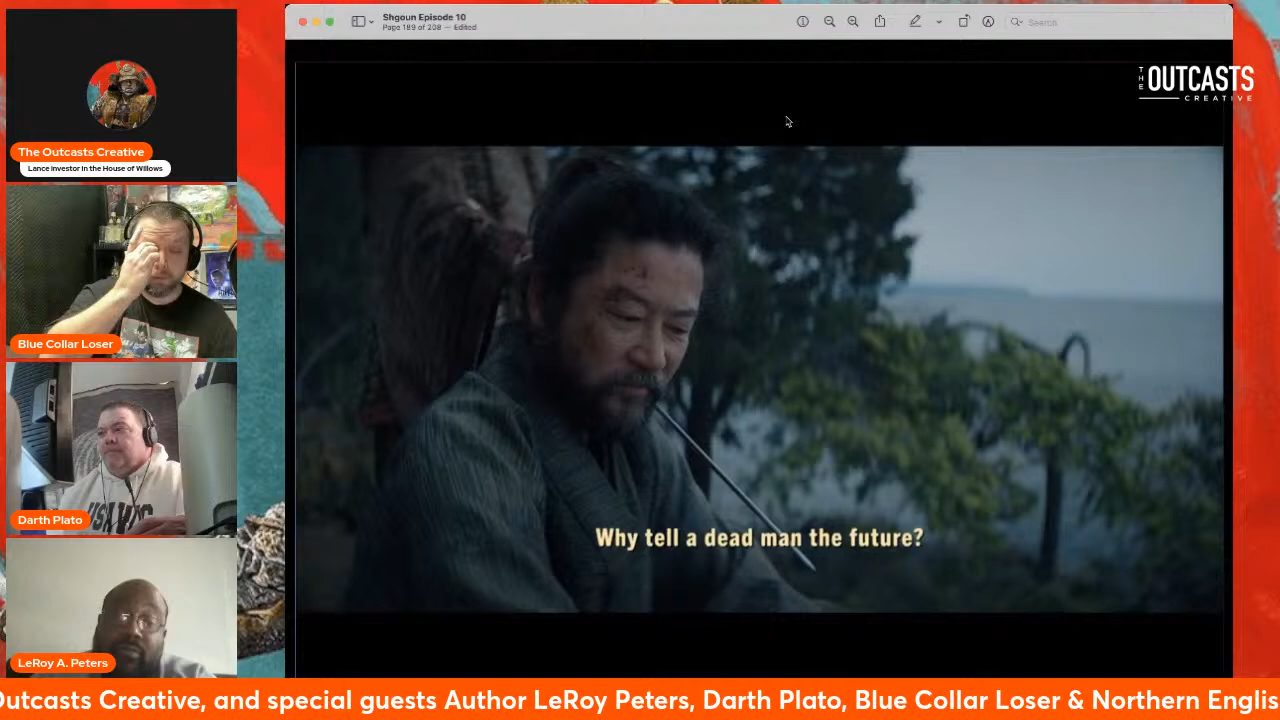 The Outcasts Creative
Lance Investor in the House of Willows
Blue Collar Loser
Darth Plato
LeRoy A. Peters
Shgoun Episode 10
Page 189 of 208 — Edited
Search
THE OUTCASTS
CREATIVE
Why tell a dead man the future?
Outcasts Creative, and special guests Author LeRoy Peters, Darth Plato, Blue Collar Loser & Northern Englis